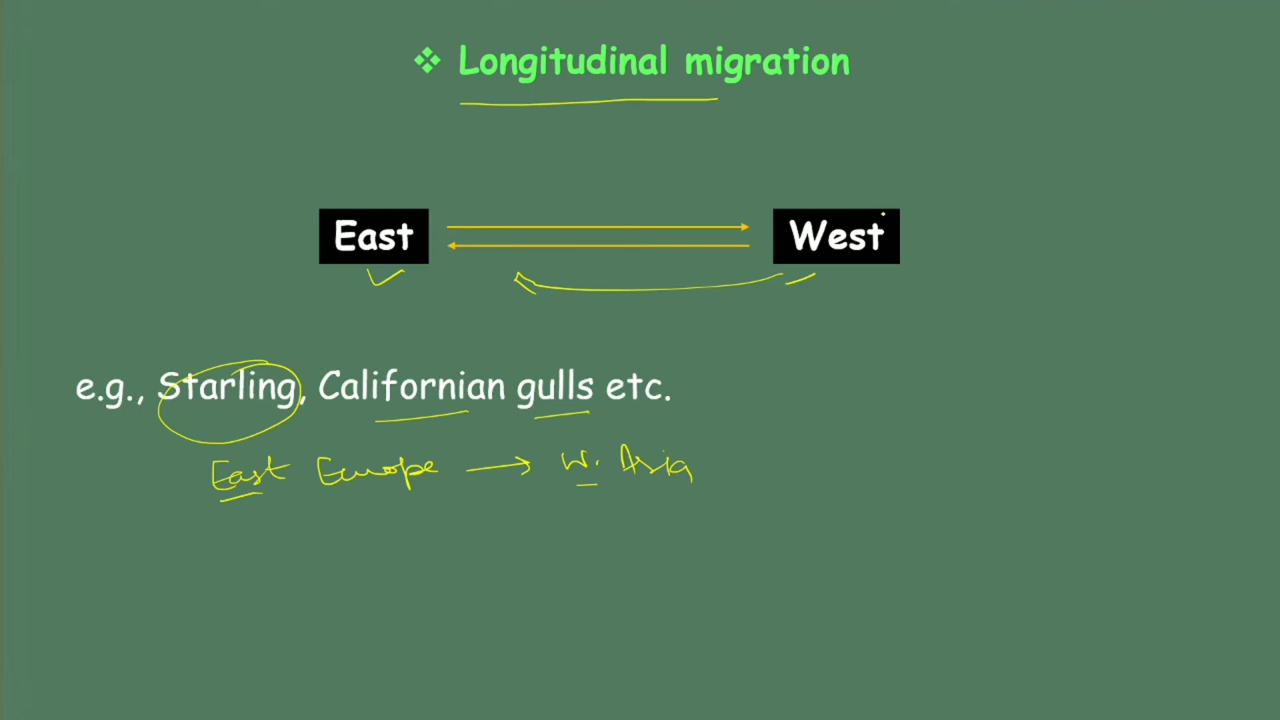 ❖ Longitudinal migration
East West
e.g., Starling, Californian gulls etc.
East Europe → W. Asia